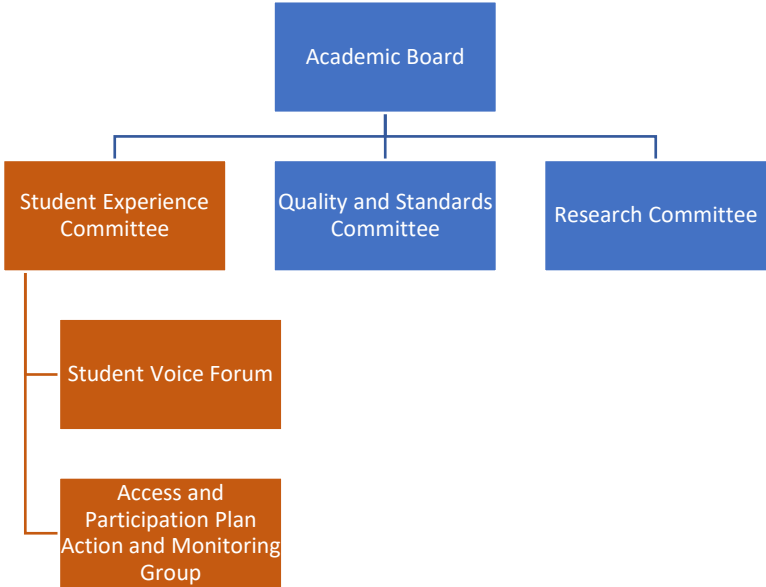 Academic Board
Student Experience
Committee
Quality and Standards
Committee
Research Committee
Student Voice Forum
Access and
Participation Plan
Action and Monitoring
Group